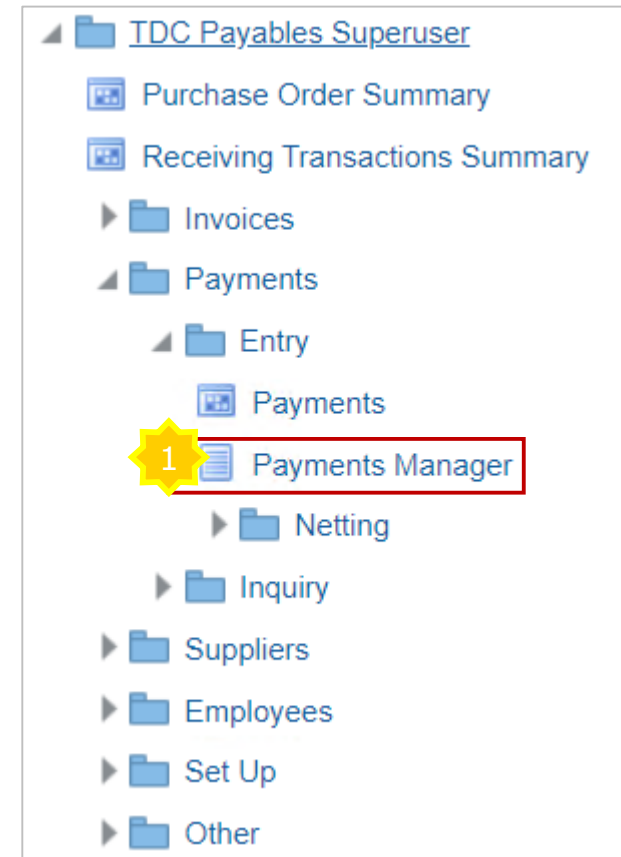 TDC Payables Superuser
Purchase Order Summary
Receiving Transactions Summary
Invoices
Payments
Entry
Payments
1 Payments Manager
Netting
Inquiry
Suppliers
Employees
Set Up
Other